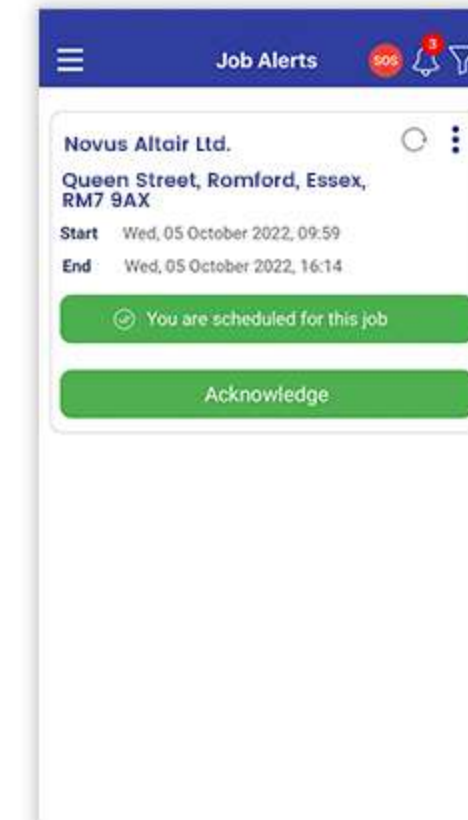 Job Alerts SOS 3
Novus Altair Ltd.
Queen Street, Romford, Essex,
RM7 9AX
Start Wed, 05 October 2022, 09:59
End Wed, 05 October 2022, 16:14
You are scheduled for this job
Acknowledge